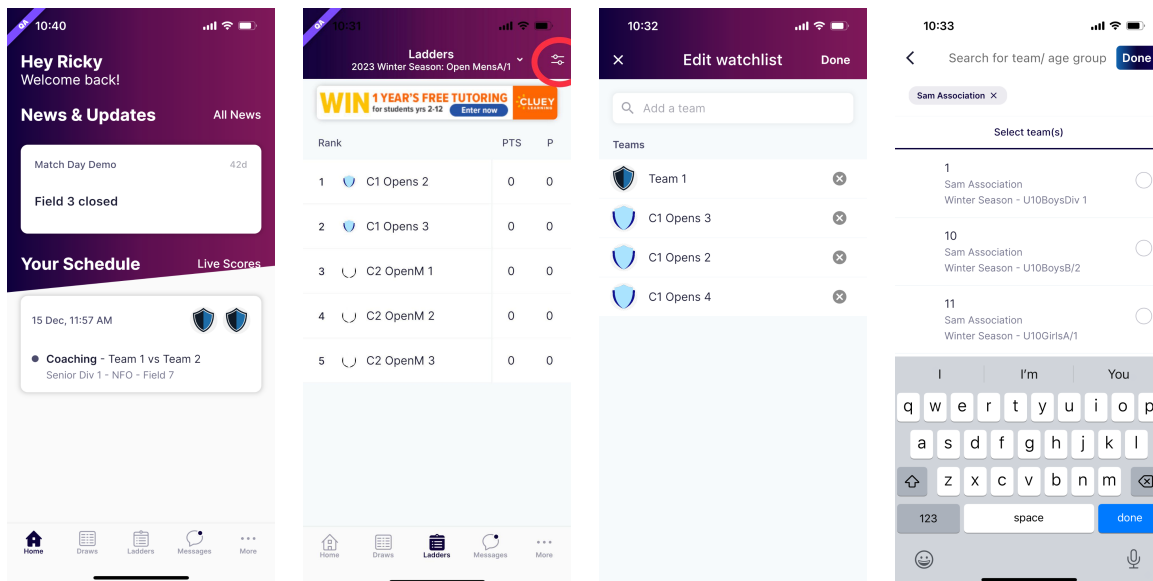 QA
10:40
Hey Ricky
Welcome back!
News & Updates
All News
Match Day Demo
42d
Field 3 closed
Your Schedule
Live Scores
15 Dec, 11:57 AM
Coaching - Team 1 vs Team 2
Senior Div 1 - NFO - Field 7
Home
Draws
Ladders
Messages
More
QA
10:31
Ladders
2023 Winter Season: Open MensA/1
WIN
1 YEAR'S FREE TUTORING
for students yrs 2-12
Enter now
CLUEY
LEARNING
Rank
PTS
P
1 C1 Opens 2 0 0
2 C1 Opens 3 0 0
3 C2 OpenM 1 0 0
4 C2 OpenM 2 0 0
5 C2 OpenM 3 0 0
Home
Draws
Ladders
Messages
More
10:32
Edit watchlist
Done
Add a team
Teams
Team 1
C1 Opens 3
C1 Opens 2
C1 Opens 4
10:33
Search for team/ age group
Done
Sam Association ×
Select team(s)
1
Sam Association
Winter Season - U10BoysDiv 1
10
Sam Association
Winter Season - U10BoysB/2
11
Sam Association
Winter Season - U10GirlsA/1
I I'm You
q w e r t y u i o p
a s d f g h j k l
z x c v b n m
123 space done